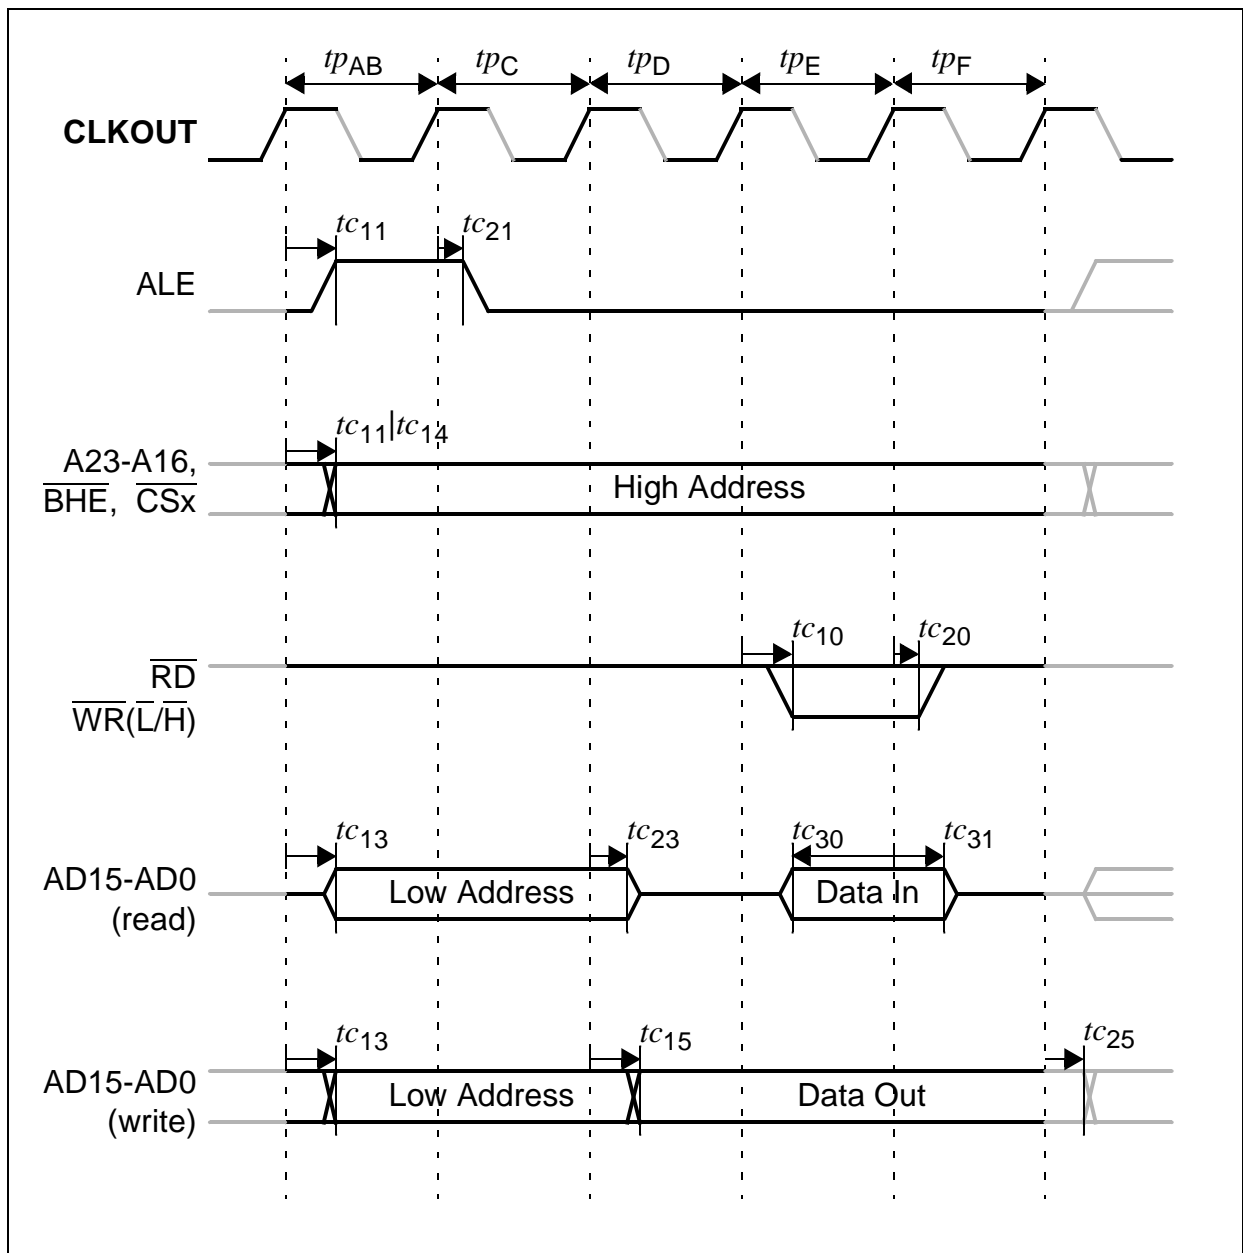 tpAB tpC tpD tpE tpF
CLKOUT
tc11 tc21
ALE
tc11|tc14
A23-A16,
BHE, CSx
High Address
tc10 tc20
RD
WR(L/H)
tc13 tc23 tc30 tc31
AD15-AD0
(read)
Low Address Data In
tc13 tc15 tc25
AD15-AD0
(write)
Low Address Data Out